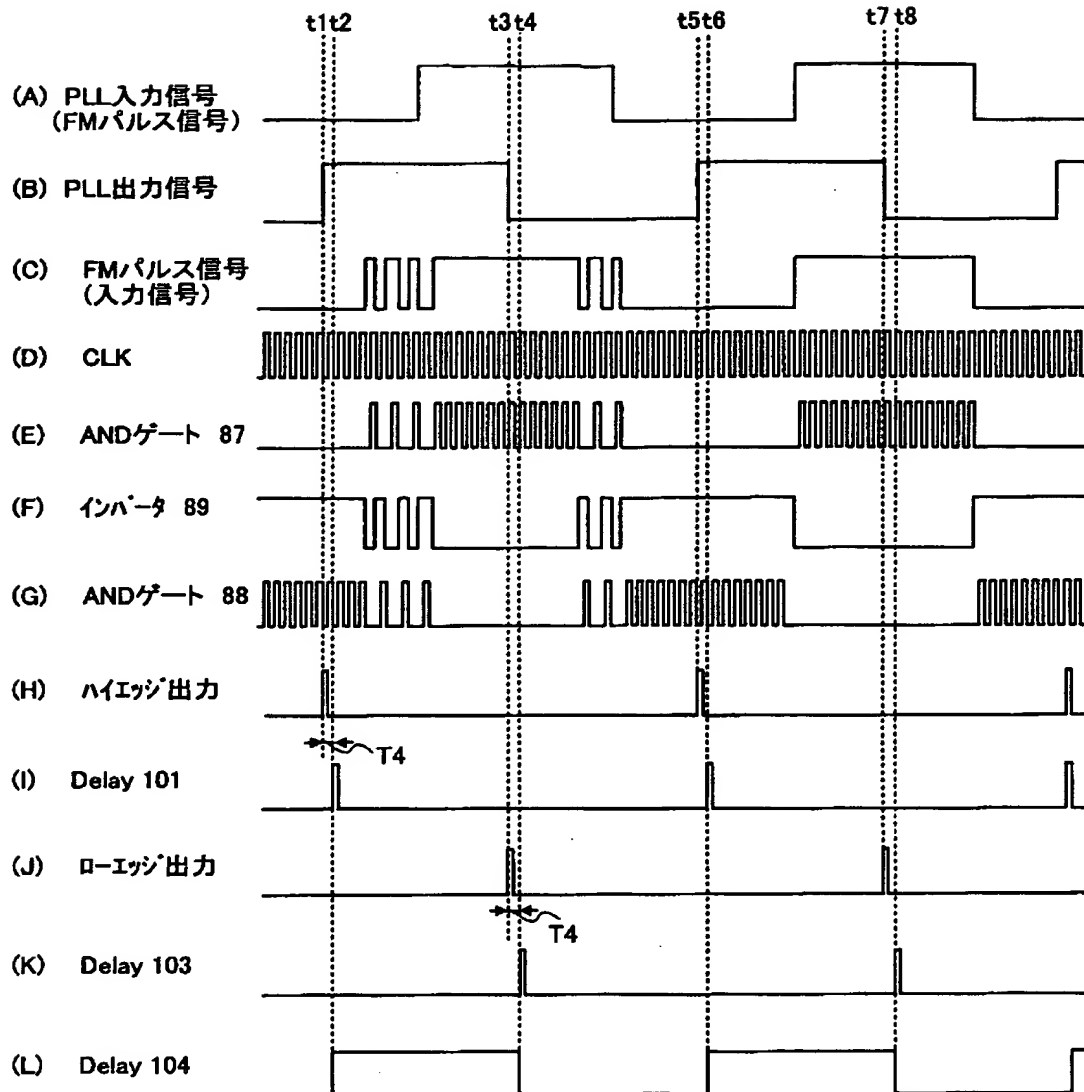 t1t2 t3t4 t5t6 t7t8
(A) PLL入力信号
(FMパルス信号)
(B) PLL出力信号
(C) FMパルス信号
(入力信号)
(D) CLK
(E) ANDゲート 87
(F) インバータ 89
(G) ANDゲート 88
(H) ハイエッジ出力
T4
(I) Delay 101
(J) ローエッジ出力
T4
(K) Delay 103
(L) Delay 104